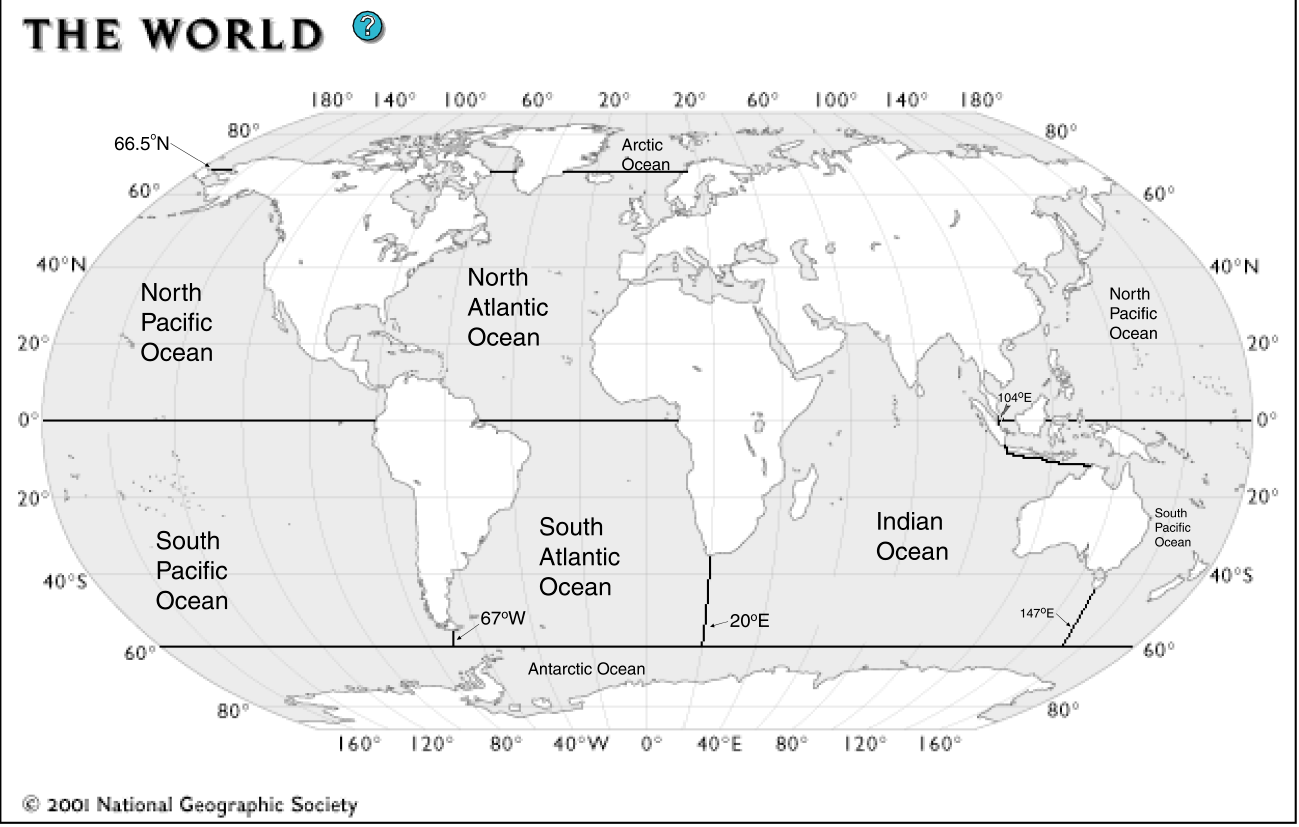 THE WORLD ?
180° 140° 100° 60° 20° 20° 60° 100° 140° 180°
80° 80°
66.5°N
Arctic
Ocean
60° 60°
40°N 40°N
North
Pacific
Ocean
North
Atlantic
Ocean
North
Pacific
Ocean
20° 20°
104°E
0° 0°
20° 20°
South
Pacific
Ocean
South
Atlantic
Ocean
Indian
Ocean
South
Pacific
Ocean
40°S 40°S
67°W
20°E
147°E
60° 60°
Antarctic Ocean
80° 80°
160° 120° 80° 40°W 0° 40°E 80° 120° 160°
© 2001 National Geographic Society